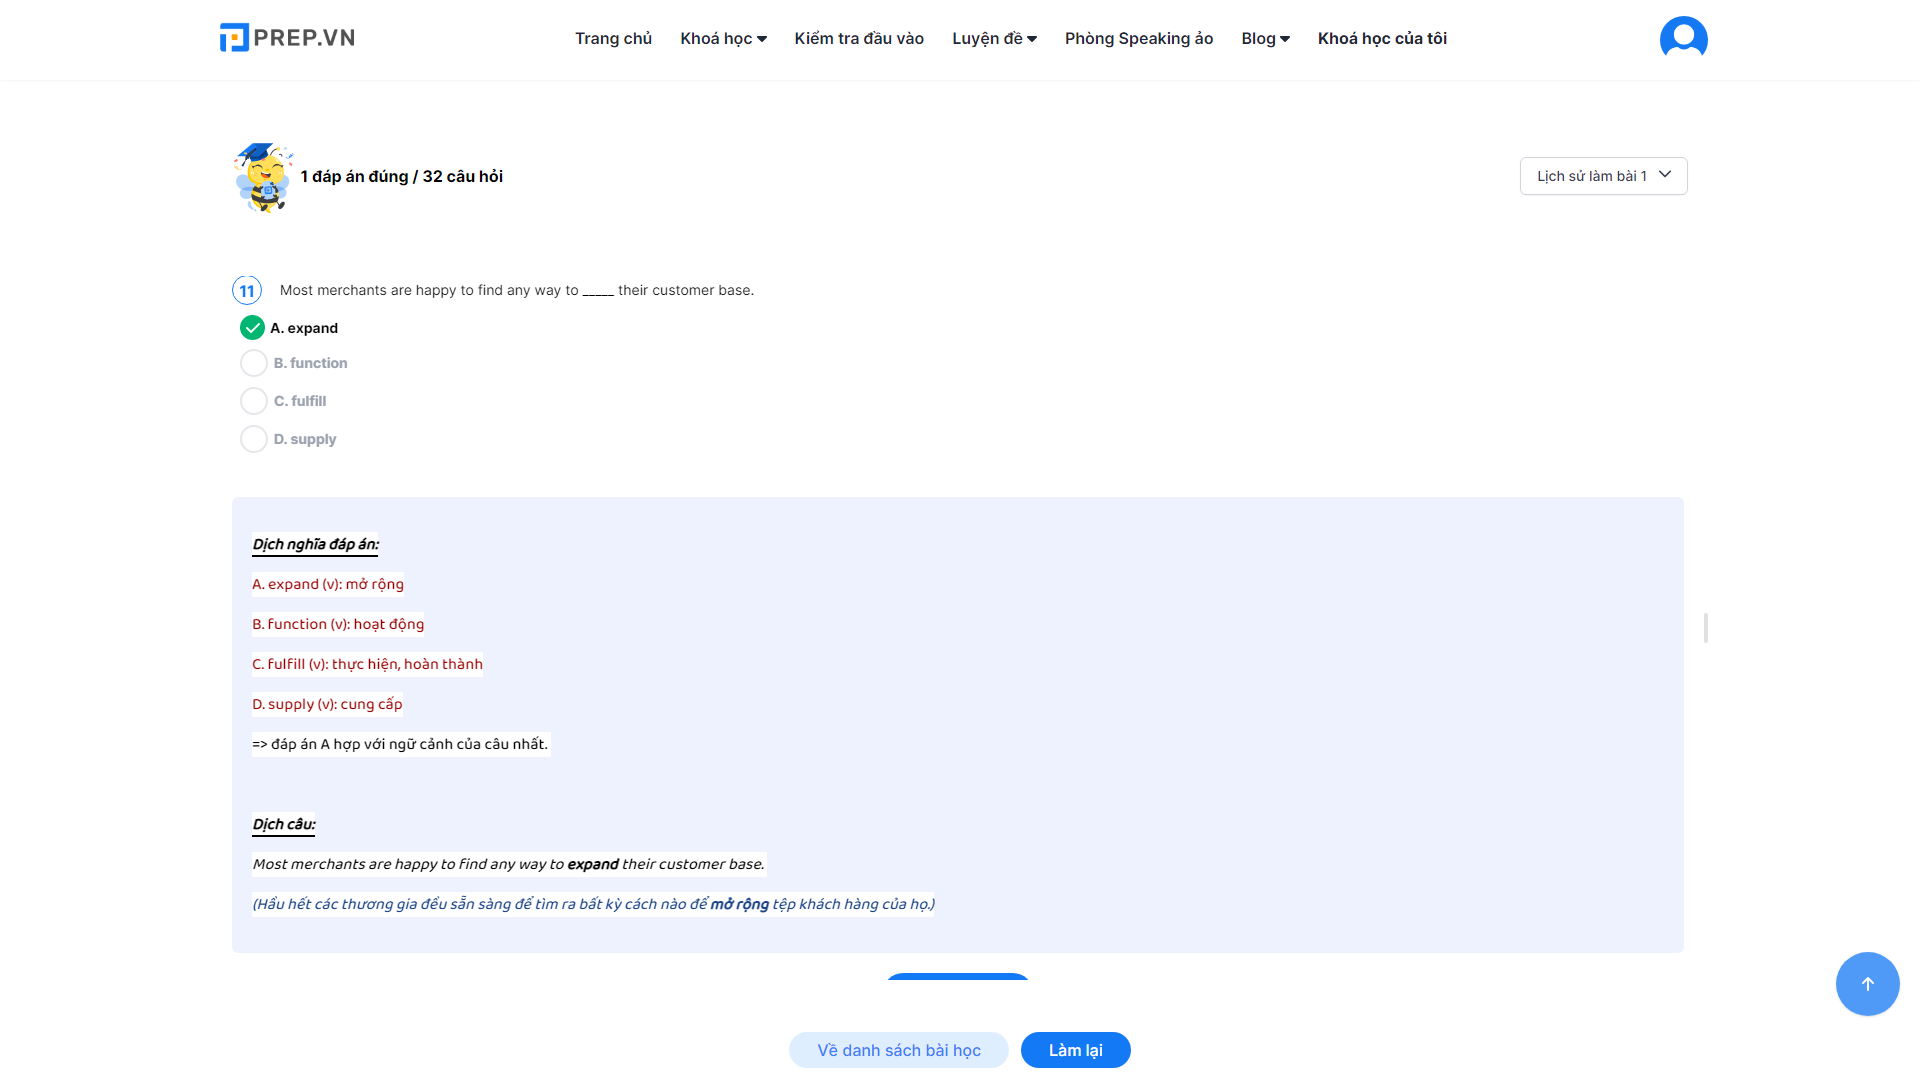 PREP.VN
Trang chủ Khoá học Kiểm tra đầu vào Luyện đề Phòng Speaking ảo Blog Khoá học của tôi
1 đáp án đúng / 32 câu hỏi
Lịch sử làm bài 1
11 Most merchants are happy to find any way to _____ their customer base.
A. expand
B. function
C. fulfill
D. supply
Dịch nghĩa đáp án:
A. expand (v): mở rộng
B. function (v): hoạt động
C. fulfill (v): thực hiện, hoàn thành
D. supply (v): cung cấp
=> đáp án A hợp với ngữ cảnh của câu nhất.
Dịch câu:
Most merchants are happy to find any way to expand their customer base.
(Hầu hết các thương gia đều sẵn sàng để tìm ra bất kỳ cách nào để mở rộng tệp khách hàng của họ.)
Về danh sách bài học Làm lại